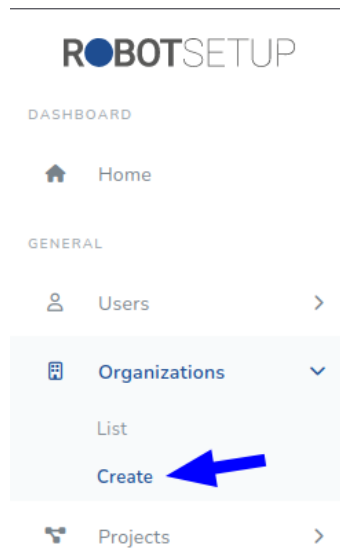 ROBOTSETUP
DASHBOARD
Home
GENERAL
Users
Organizations
List
Create
Projects